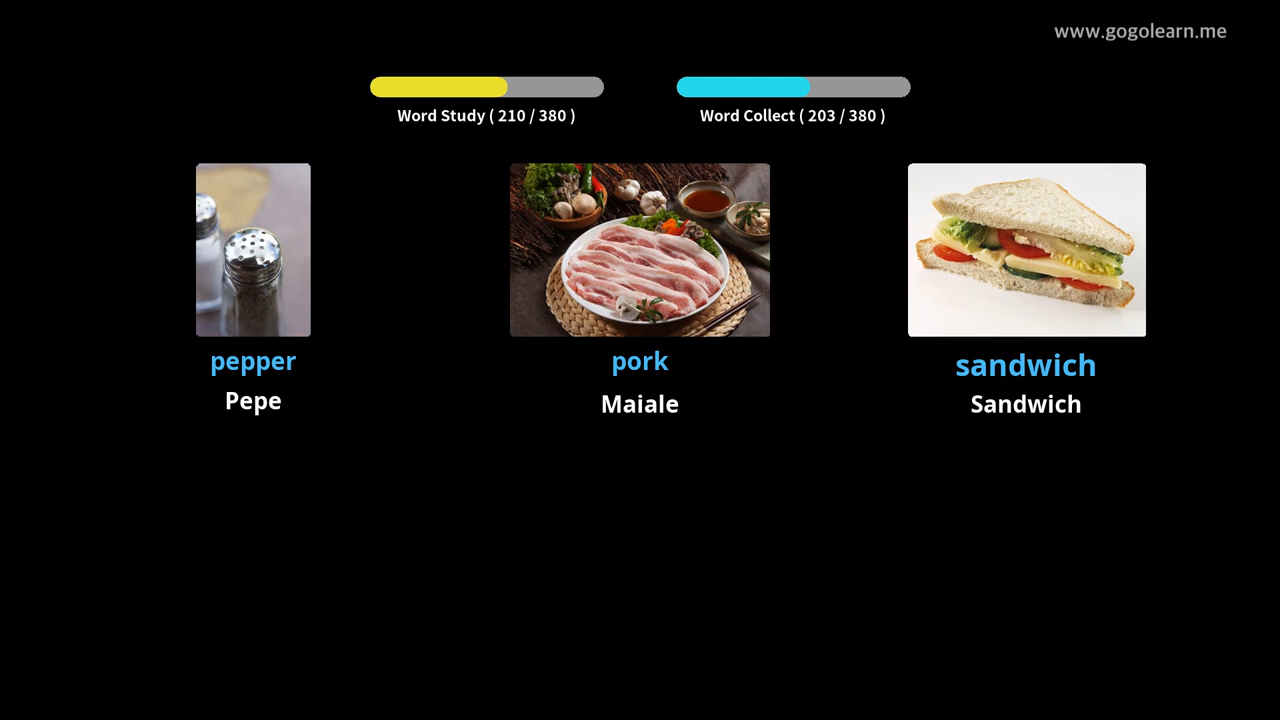 www.gogolearn.me
Word Study ( 210 / 380 )
Word Collect ( 203 / 380 )
pepper
Pepe
pork
Maiale
sandwich
Sandwich